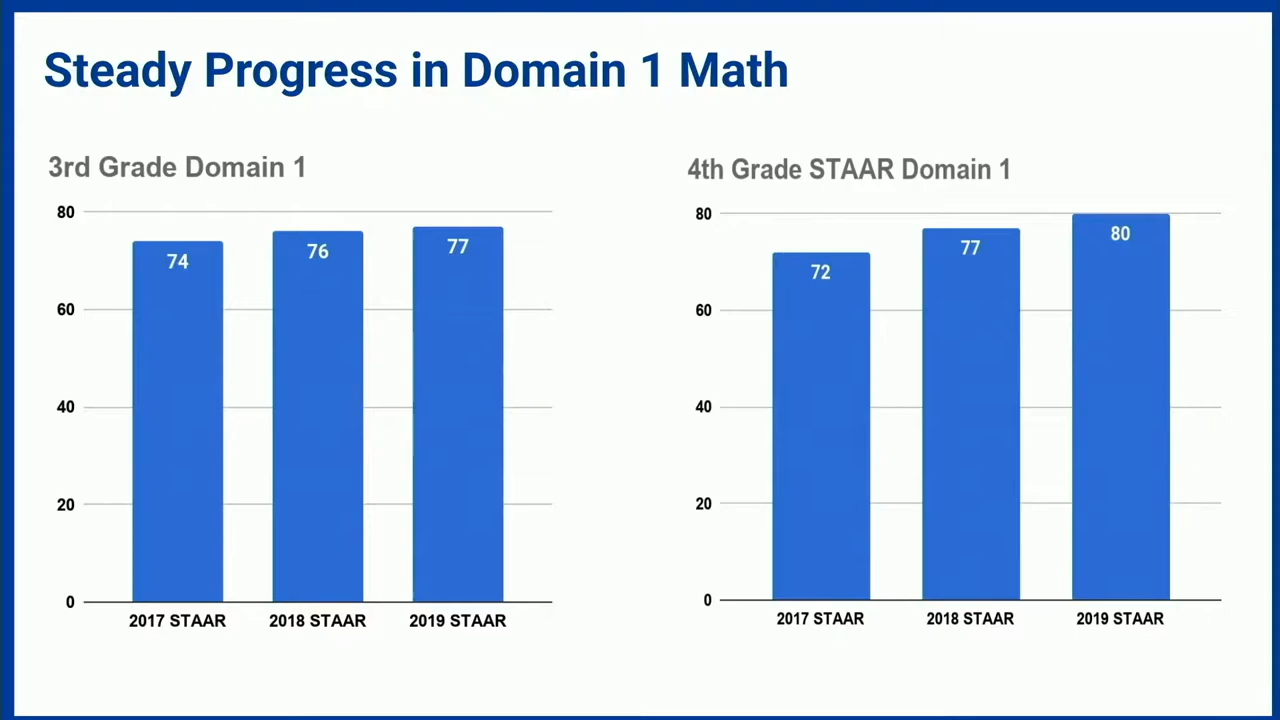 Steady Progress in Domain 1 Math
3rd Grade Domain 1
80
60
40
20
0
74
76
77
2017 STAAR
2018 STAAR
2019 STAAR
4th Grade STAAR Domain 1
80
60
40
20
0
72
77
80
2017 STAAR
2018 STAAR
2019 STAAR